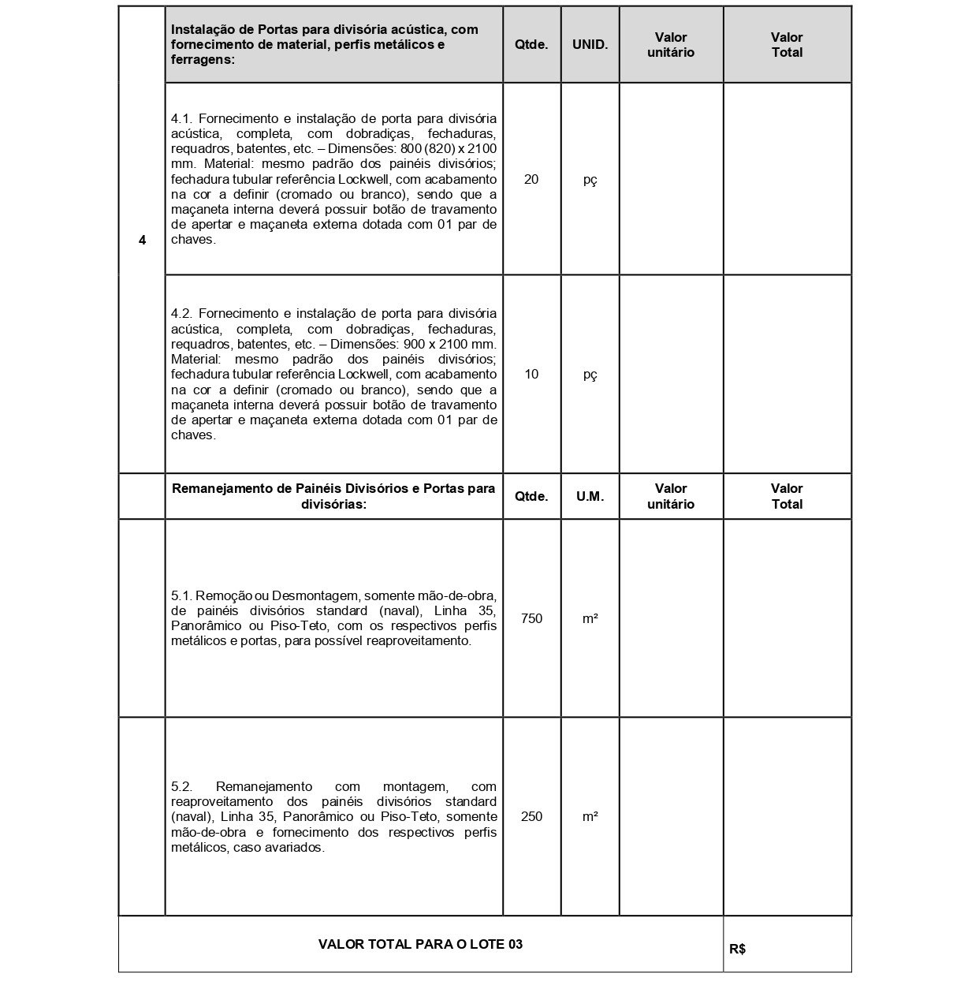 Instalação de Portas para divisória acústica, com
fornecimento de material, perfis metálicos e
ferragens:
Qtde.
UNID.
Valor
unitário
Valor
Total
4
4.1. Fornecimento e instalação de porta para divisória
acústica, completa, com dobradiças, fechaduras,
requadros, batentes, etc. – Dimensões: 800 (820) x 2100
mm. Material: mesmo padrão dos painéis divisórios;
fechadura tubular referência Lockwell, com acabamento
na cor a definir (cromado ou branco), sendo que a
maçaneta interna deverá possuir botão de travamento
de apertar e maçaneta externa dotada com 01 par de
chaves.
20
pç
4.2. Fornecimento e instalação de porta para divisória
acústica, completa, com dobradiças, fechaduras,
requadros, batentes, etc. – Dimensões: 900 x 2100 mm.
Material: mesmo padrão dos painéis divisórios;
fechadura tubular referência Lockwell, com acabamento
na cor a definir (cromado ou branco), sendo que a
maçaneta interna deverá possuir botão de travamento
de apertar e maçaneta externa dotada com 01 par de
chaves.
10
pç
Remanejamento de Painéis Divisórios e Portas para
divisórias:
Qtde.
U.M.
Valor
unitário
Valor
Total
5.1. Remoção ou Desmontagem, somente mão-de-obra,
de painéis divisórios standard (naval), Linha 35,
Panorâmico ou Piso-Teto, com os respectivos perfis
metálicos e portas, para possível reaproveitamento.
750
m²
5.2. Remanejamento com montagem, com
reaproveitamento dos painéis divisórios standard
(naval), Linha 35, Panorâmico ou Piso-Teto, somente
mão-de-obra e fornecimento dos respectivos perfis
metálicos, caso avariados.
250
m²
VALOR TOTAL PARA O LOTE 03
R$